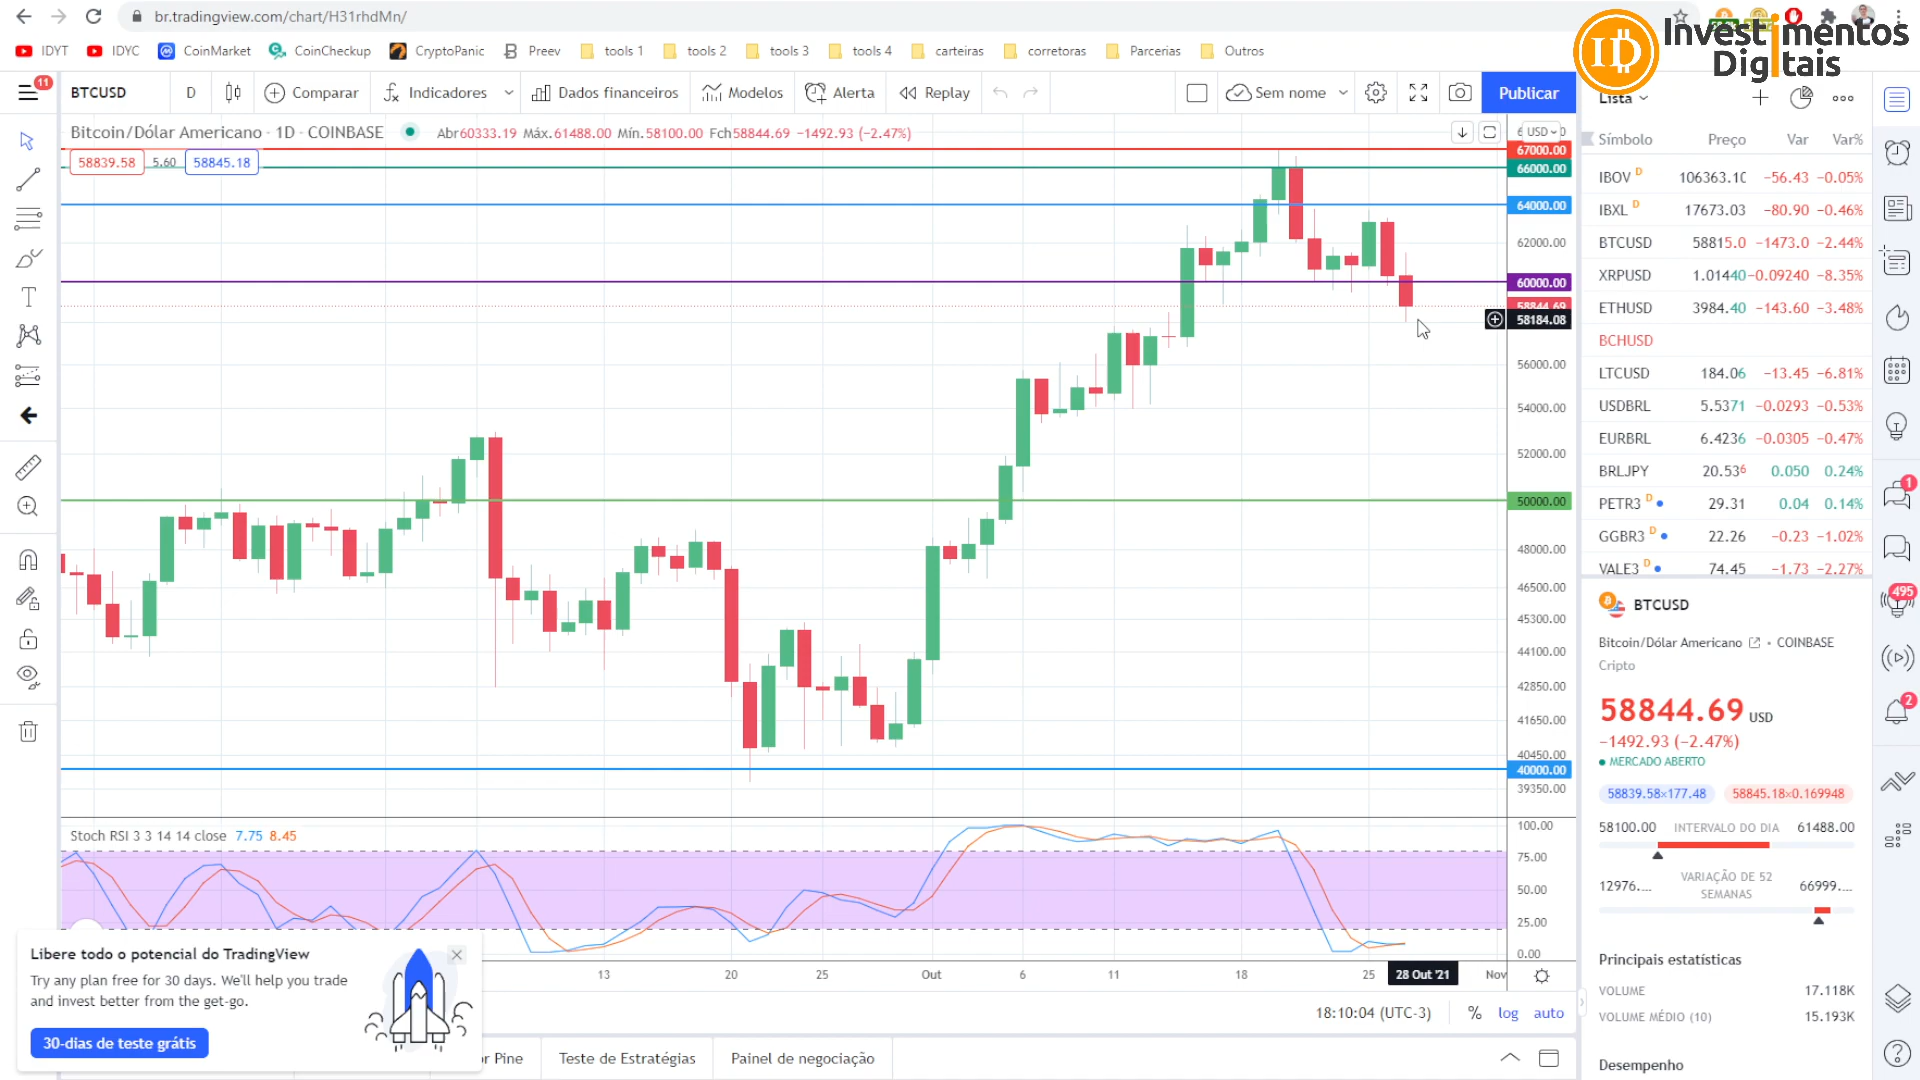 br.tradingview.com/chart/H31rhdMn/
IDYT
IDYC
CoinMarket
CoinCheckup
CryptoPanic
Preev
tools 1
tools 2
tools 3
tools 4
carteiras
corretoras
Parcerias
Outros
Investimentos
Digitais
ID
11
BTCUSD
D
Comparar
Indicadores
Dados financeiros
Modelos
Alerta
Replay
Sem nome
Publicar
Lista
Bitcoin/Dólar Americano · 1D · COINBASE
Abr60333.19 Máx.61488.00 Mín.58100.00 Fch58844.69 −1492.93 (−2.47%)
USD
58839.58 5.60 58845.18
67000.00
66000.00
64000.00
62000.00
60000.00
58844.69
58184.08
56000.00
54000.00
52000.00
50000.00
48000.00
46500.00
45300.00
44100.00
42850.00
41650.00
40450.00
40000.00
39350.00
Stoch RSI 3 3 14 14 close 7.75 8.45
100.00
75.00
50.00
25.00
0.00
13
20
25
Out
6
11
18
25
28 Out '21
Nov
18:10:04 (UTC-3)
%
log
auto
Libere todo o potencial do TradingView
Try any plan free for 30 days. We'll help you trade
and invest better from the get-go.
30-dias de teste grátis
r Pine
Teste de Estratégias
Painel de negociação
Símbolo Preço Var Var%
IBOV D 106363.10 −56.43 −0.05%
IBXL D 17673.03 −80.90 −0.46%
BTCUSD 58815.0 −1473.0 −2.44%
XRPUSD 1.01440 −0.09240 −8.35%
ETHUSD 3984.40 −143.60 −3.48%
BCHUSD
LTCUSD 184.06 −13.45 −6.81%
USDBRL 5.5371 −0.0293 −0.53%
EURBRL 6.4236 −0.0305 −0.47%
BRLJPY 20.536 0.050 0.24%
PETR3 D 29.31 0.04 0.14%
GGBR3 D 22.26 −0.23 −1.02%
VALE3 D 74.45 −1.73 −2.27%
BTCUSD
Bitcoin/Dólar Americano • COINBASE
Cripto
58844.69 USD
−1492.93 (−2.47%)
MERCADO ABERTO
58839.58×177.48 58845.18×0.169948
58100.00 INTERVALO DO DIA 61488.00
12976.... VARIAÇÃO DE 52 66999....
SEMANAS
Principais estatísticas
VOLUME 17.118K
VOLUME MÉDIO (10) 15.193K
Desempenho
1
495
2